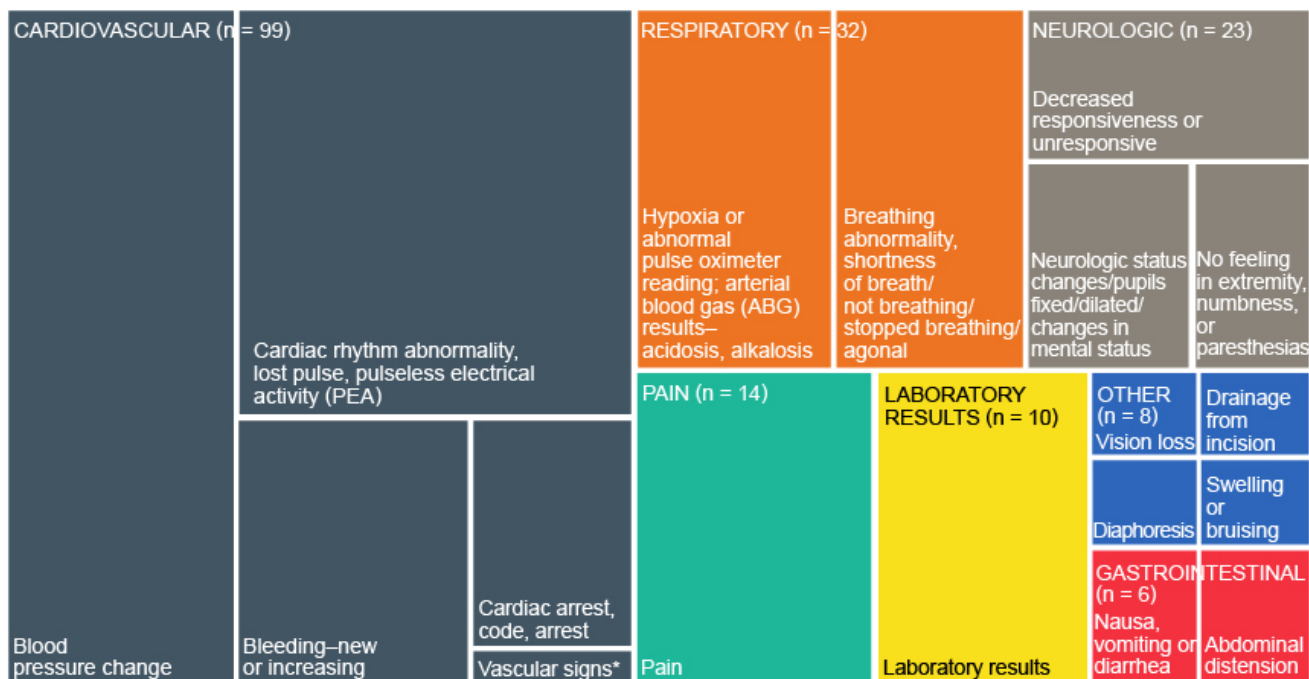 CARDIOVASCULAR (n = 99)
Blood
pressure change
Cardiac rhythm abnormality,
lost pulse, pulseless electrical
activity (PEA)
Bleeding–new
or increasing
Cardiac arrest,
code, arrest
Vascular signs*
RESPIRATORY (n = 32)
Hypoxia or
abnormal
pulse oximeter
reading; arterial
blood gas (ABG)
results–
acidosis, alkalosis
Breathing
abnormality,
shortness
of breath/
not breathing/
stopped breathing/
agonal
NEUROLOGIC (n = 23)
Decreased
responsiveness or
unresponsive
Neurologic status
changes/pupils
fixed/dilated/
changes in
mental status
No feeling
in extremity,
numbness,
or
paresthesias
PAIN (n = 14)
Pain
LABORATORY
RESULTS (n = 10)
Laboratory results
OTHER
(n = 8)
Vision loss
Drainage
from
incision
Diaphoresis
Swelling
or
bruising
GASTROINTESTINAL
(n = 6)
Nausa,
vomiting or
diarrhea
Abdominal
distension